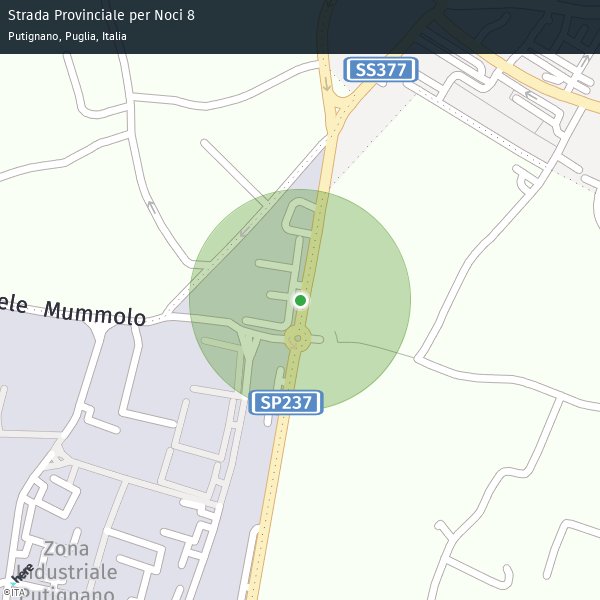 Strada Provinciale per Noci 8
Putignano, Puglia, Italia
SS377
ele Mummolo
SP237
Zona
Industriale
Putignano
here
©ITA